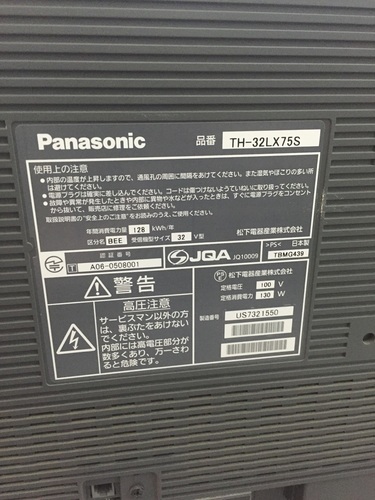 Panasonic 品番 TH-32LX75S
使用上の注意
•内部の温度が上昇しますので、通風孔の周囲に間隔をあけてください。また湿気やほこりの多い所
は避けてください。
•電源プラグは確実に差し込んでください。コードは傷つけないようていねいに取り扱ってください。
•故障や異常が発生したときや内部に異物や水などが入ったときは、すぐに電源プラグをコンセント
から抜いて、販売店に修理をご依頼ください。
取扱説明書の"安全上のご注意"をお読みのうえ、ご使用ください。
年間消費電力量 128 kWh/年
区分名 BEE 受信機型サイズ 32 V型
松下電器産業株式会社
認証番号
T A06-0508001
JQA JQ10009
>PS< 日本製
TBMG439
警告
高圧注意
サービスマン以外の方
は、裏ぶたをあけない
でください。
内部には高電圧部分が
数多くあり、万一さわ
ると危険です。
松下電器産業株式会社
定格電圧 100 V
定格消費電力 130 W
製造番号 US7321550